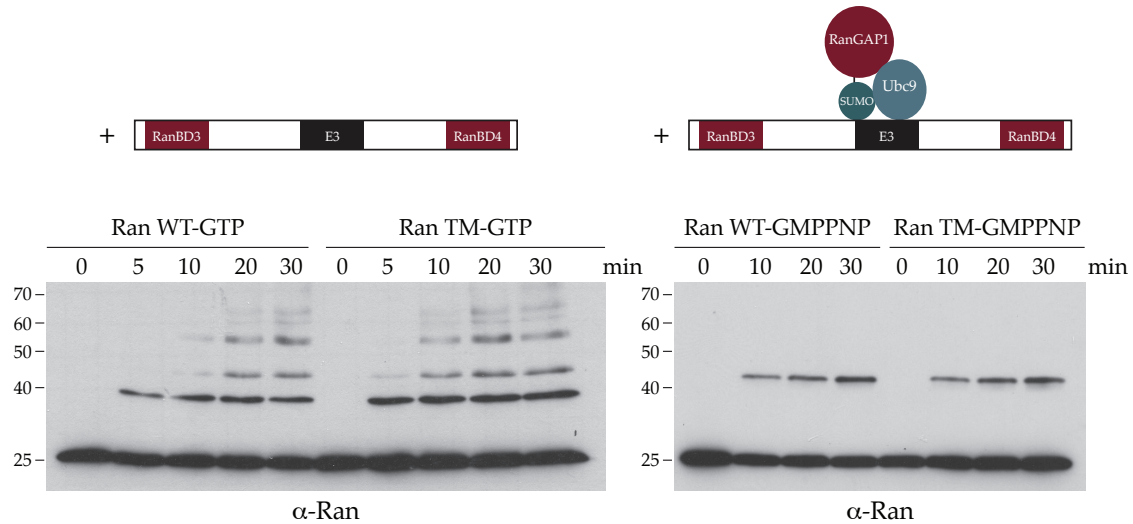 RanGAP1
SUMO
Ubc9
+ RanBD3 E3 RanBD4
+ RanBD3 E3 RanBD4
Ran WT-GTP Ran TM-GTP
0 5 10 20 30 0 5 10 20 30 min
70
60
50
40
25
α-Ran
Ran WT-GMPPNP Ran TM-GMPPNP
0 10 20 30 0 10 20 30 min
70
60
50
40
25
α-Ran